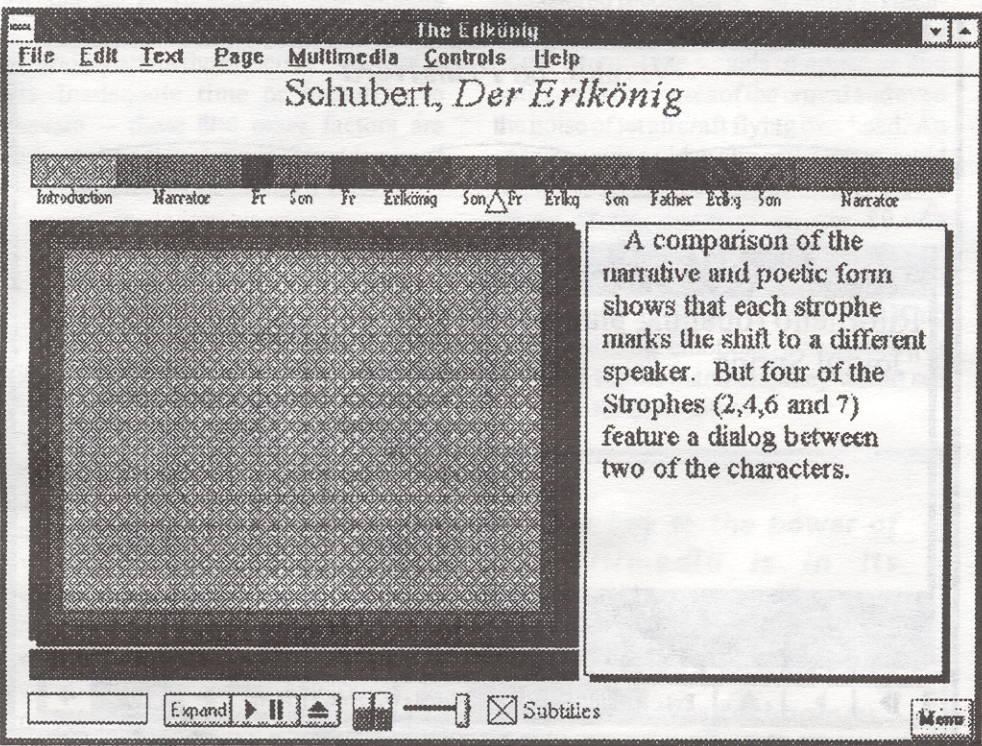 The Erlkönig
File Edit Text Page Multimedia Controls Help
Schubert, Der Erlkönig
Introduction Narrator Fr Son Fr Erlkönig Son Fr Erlkg Son Father Erlkg Son Narrator
A comparison of the
narrative and poetic form
shows that each strophe
marks the shift to a different
speaker. But four of the
Strophes (2,4,6 and 7)
feature a dialog between
two of the characters.
Expand Subtitles Menu